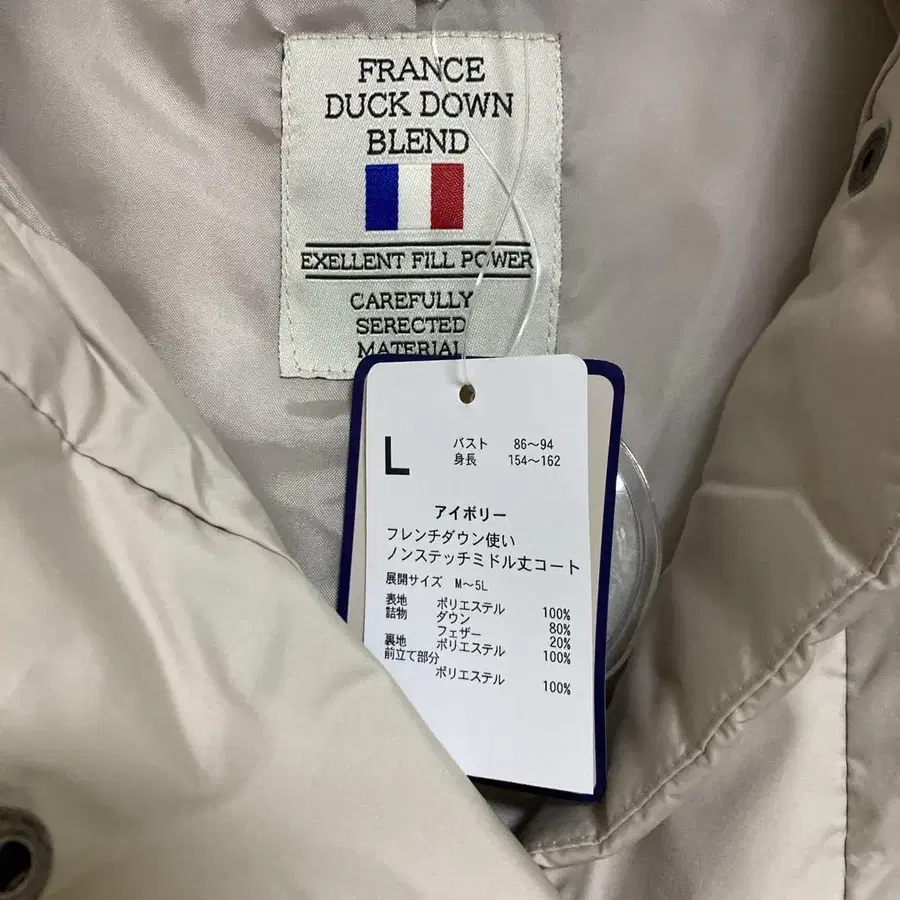 FRANCE
DUCK DOWN
BLEND
EXELLENT FILL POWER
CAREFULLY
SERECTED
MATERIAL
L
バスト 86～94
身長 154～162
アイボリー
フレンチダウン使い
ノンステッチミドル丈コート
展開サイズ M～5L
表地 ポリエステル 100%
詰物 ダウン 80%
フェザー 20%
裏地 ポリエステル 100%
前立て部分
ポリエステル 100%